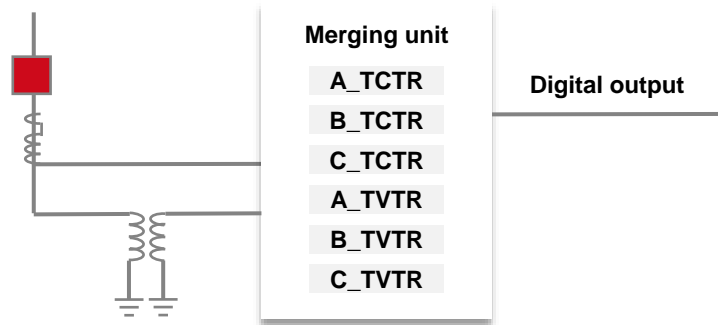 Merging unit
A_TCTR
B_TCTR
C_TCTR
A_TVTR
B_TVTR
C_TVTR
Digital output